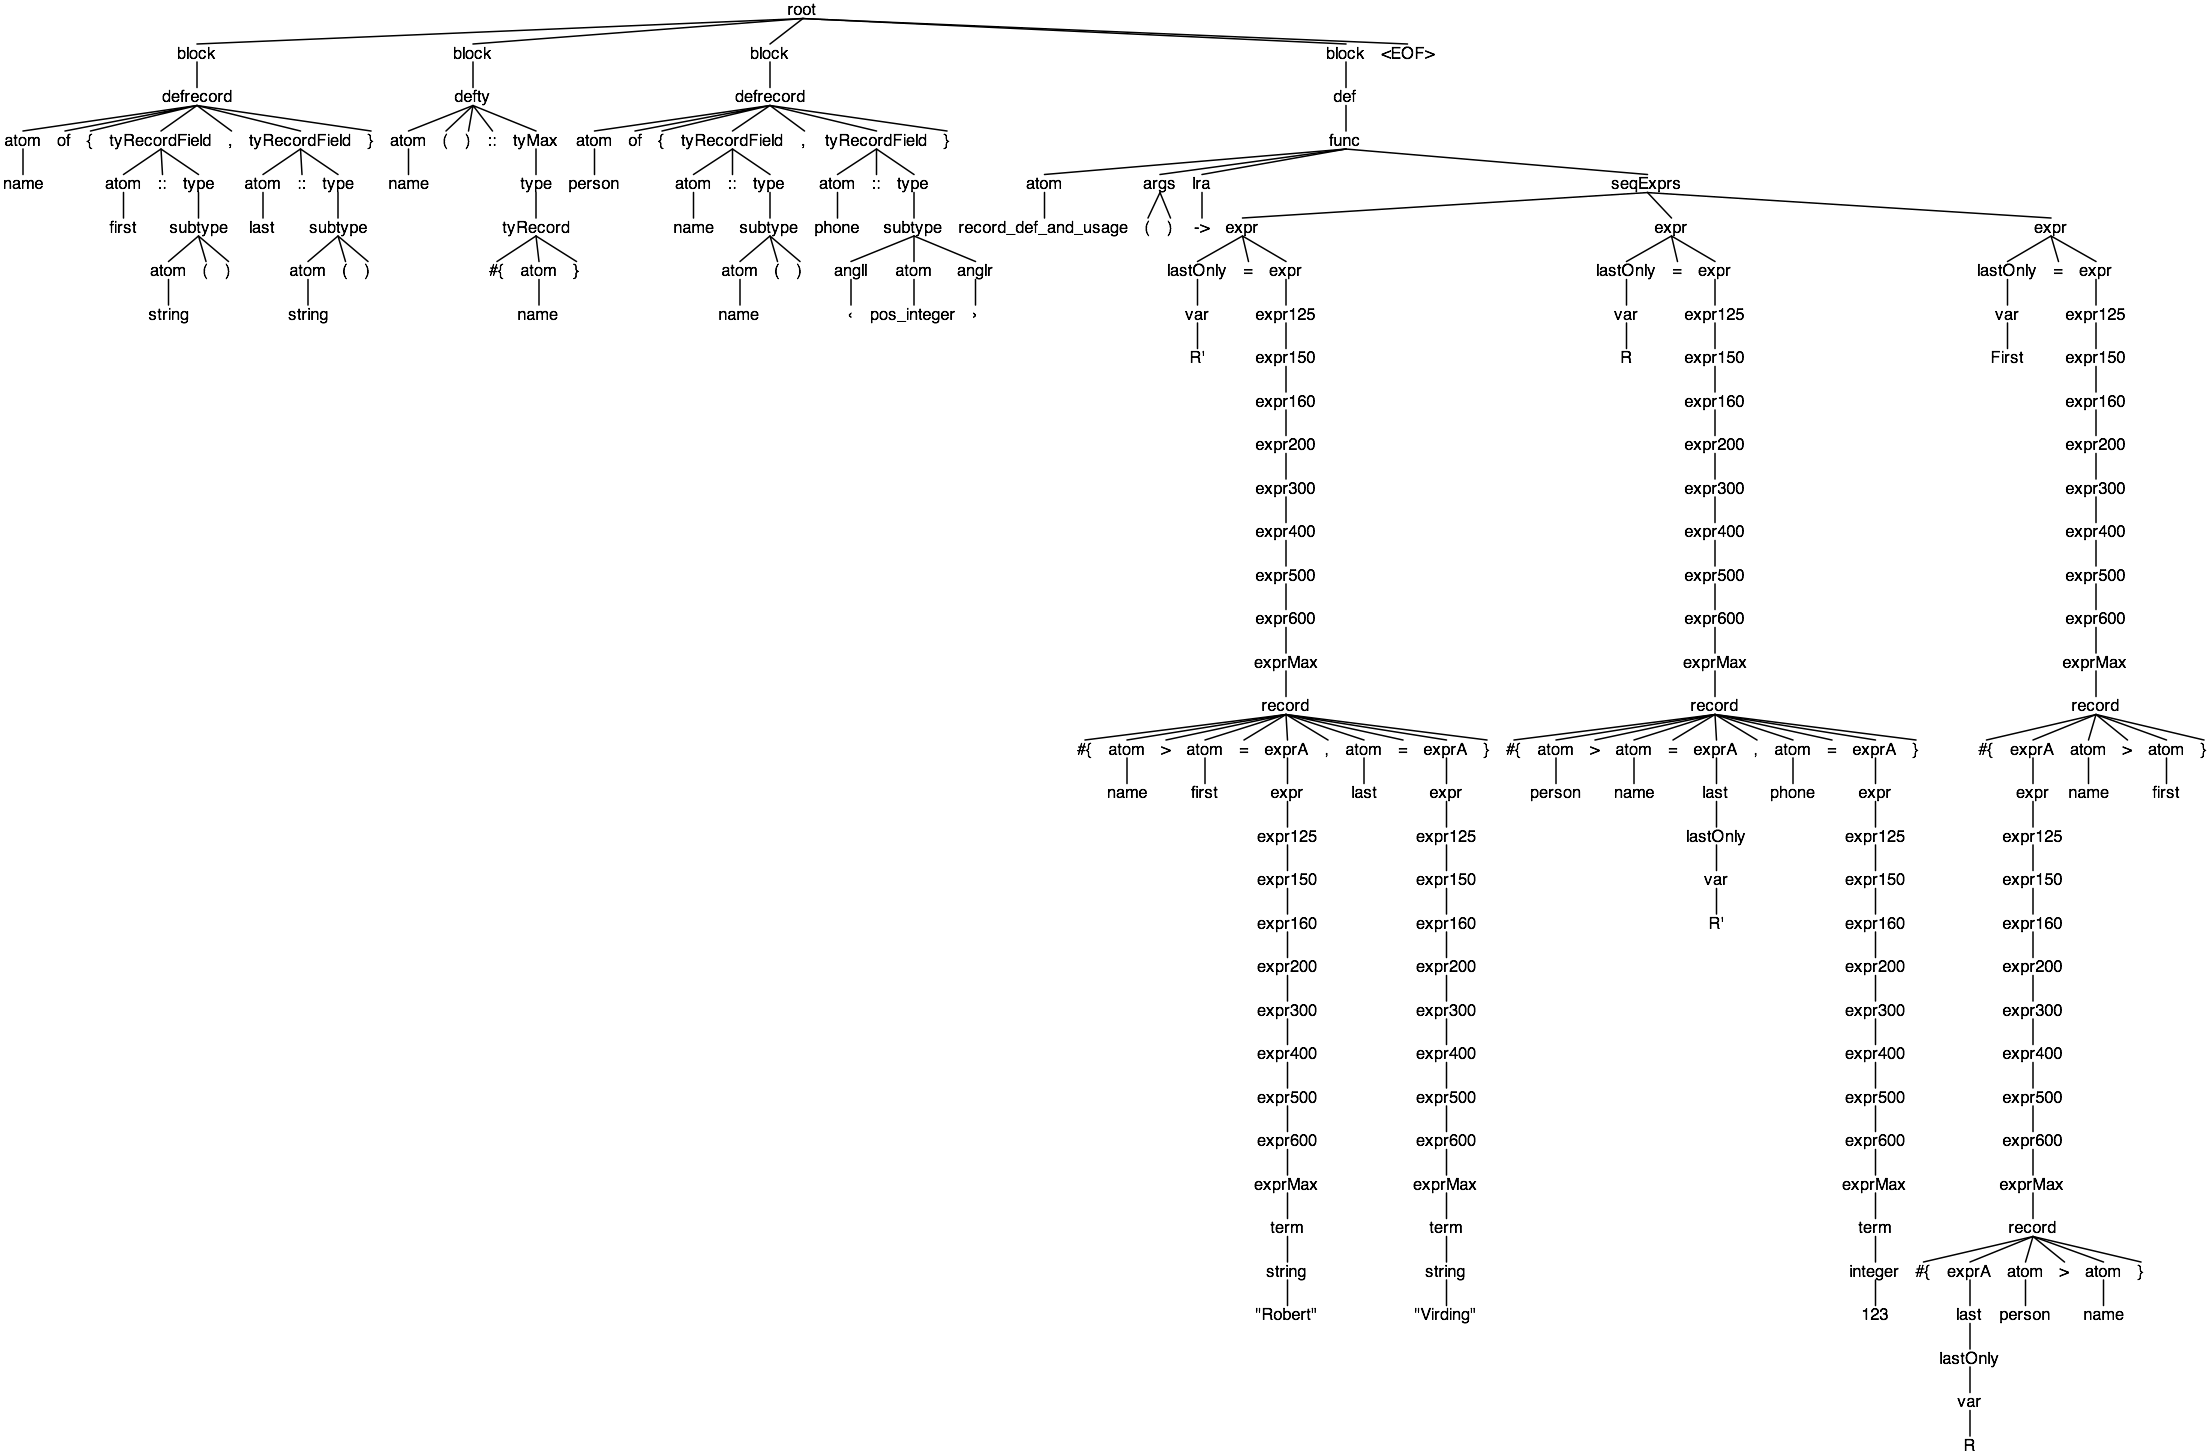 root
block block block block <EOF>
defrecord defty defrecord def
atom of { tyRecordField , tyRecordField } atom ( ) :: tyMax atom of { tyRecordField , tyRecordField } func
name atom :: type atom :: type name type person atom :: type atom :: type atom args lra seqExprs
first subtype last subtype tyRecord name subtype phone subtype record_def_and_usage ( ) -> expr expr expr
atom ( ) atom ( ) #{ atom } atom ( ) angll atom anglr lastOnly = expr lastOnly = expr lastOnly = expr
string string name name ‹ pos_integer › var expr125 var expr125 var expr125
R' expr150 R expr150 First expr150
expr160 expr160 expr160
expr200 expr200 expr200
expr300 expr300 expr300
expr400 expr400 expr400
expr500 expr500 expr500
expr600 expr600 expr600
exprMax exprMax exprMax
record record record
#{ atom > atom = exprA , atom = exprA } #{ atom > atom = exprA , atom = exprA } #{ exprA atom > atom }
name first expr last expr person name last phone expr expr name first
expr125 expr125 lastOnly expr125 expr125
expr150 expr150 var expr150 expr150
expr160 expr160 R' expr160 expr160
expr200 expr200 expr200 expr200
expr300 expr300 expr300 expr300
expr400 expr400 expr400 expr400
expr500 expr500 expr500 expr500
expr600 expr600 expr600 expr600
exprMax exprMax exprMax exprMax
term term term record
string string integer #{ exprA atom > atom }
"Robert" "Virding" 123 last person name
lastOnly
var
R